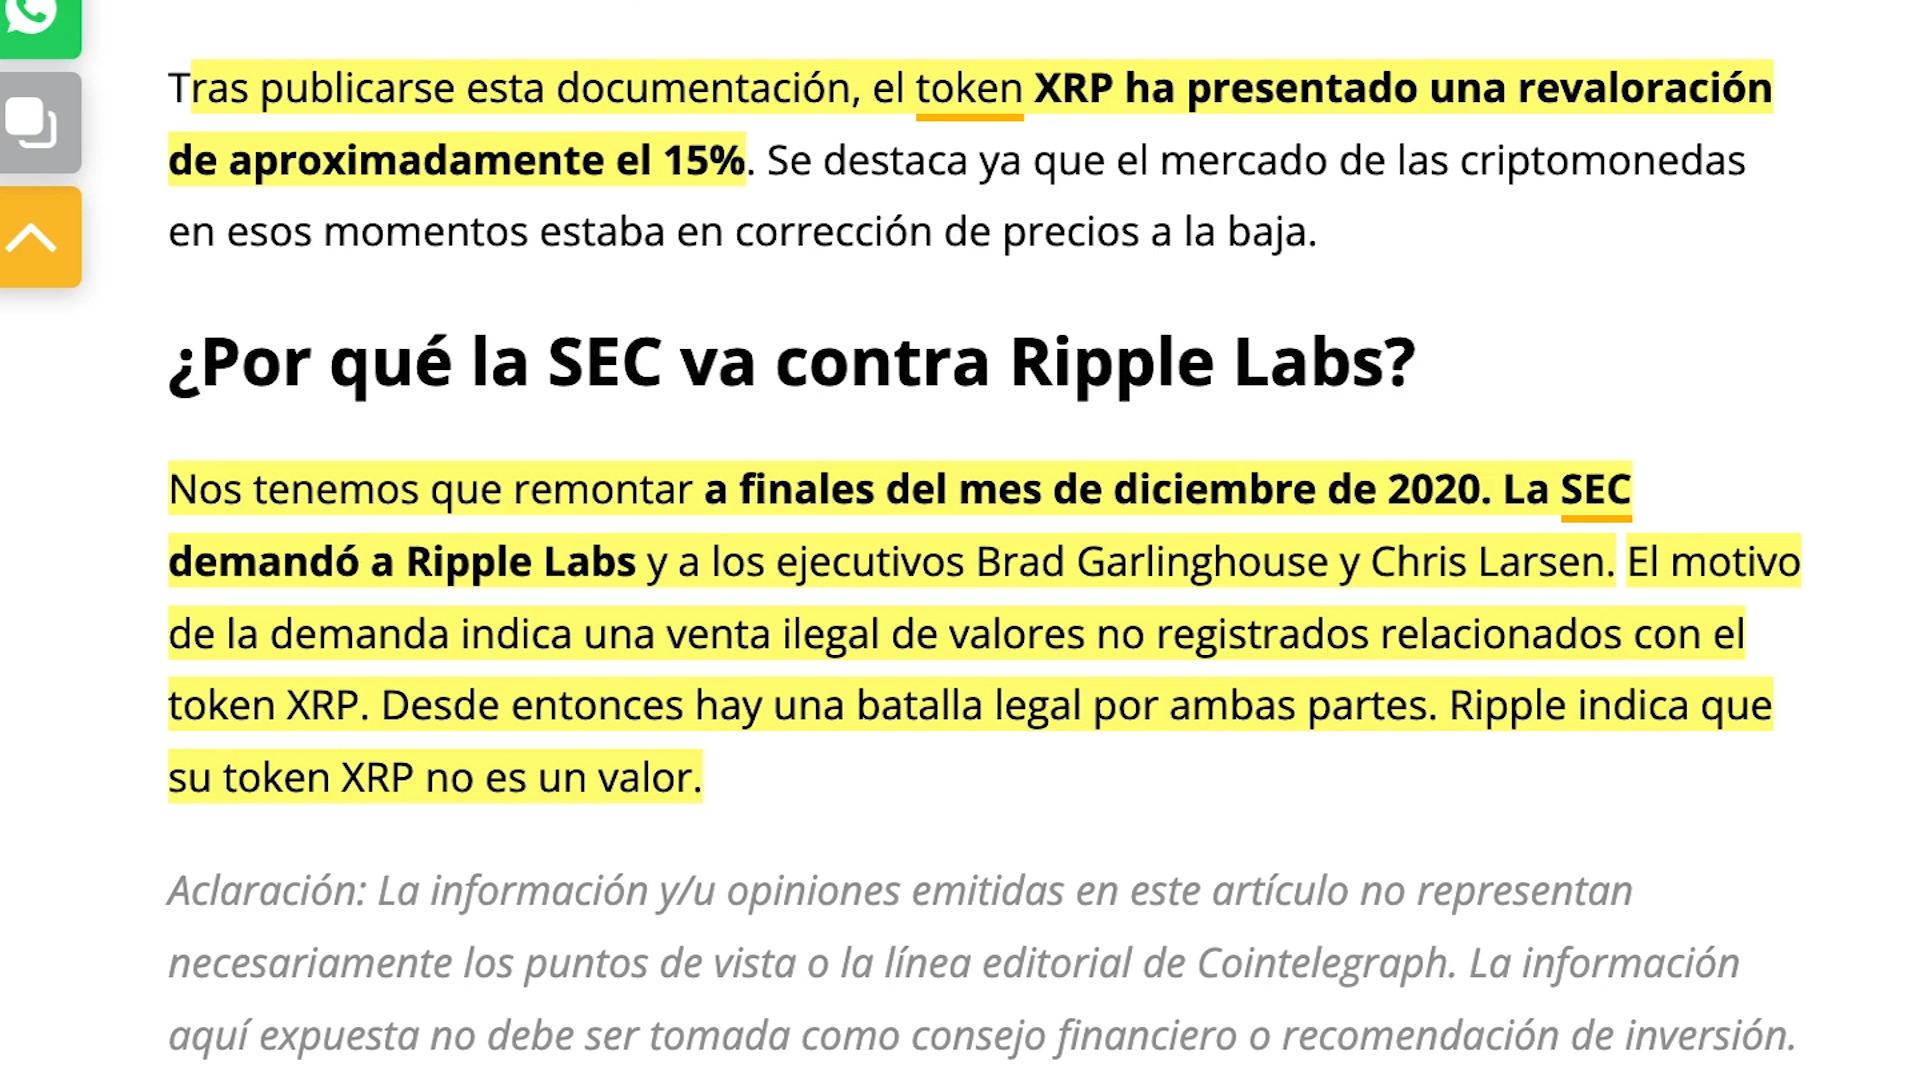 Tras publicarse esta documentación, el token XRP ha presentado una revaloración
de aproximadamente el 15%. Se destaca ya que el mercado de las criptomonedas
en esos momentos estaba en corrección de precios a la baja.
¿Por qué la SEC va contra Ripple Labs?
Nos tenemos que remontar a finales del mes de diciembre de 2020. La SEC
demandó a Ripple Labs y a los ejecutivos Brad Garlinghouse y Chris Larsen. El motivo
de la demanda indica una venta ilegal de valores no registrados relacionados con el
token XRP. Desde entonces hay una batalla legal por ambas partes. Ripple indica que
su token XRP no es un valor.
Aclaración: La información y/u opiniones emitidas en este artículo no representan
necesariamente los puntos de vista o la línea editorial de Cointelegraph. La información
aquí expuesta no debe ser tomada como consejo financiero o recomendación de inversión.